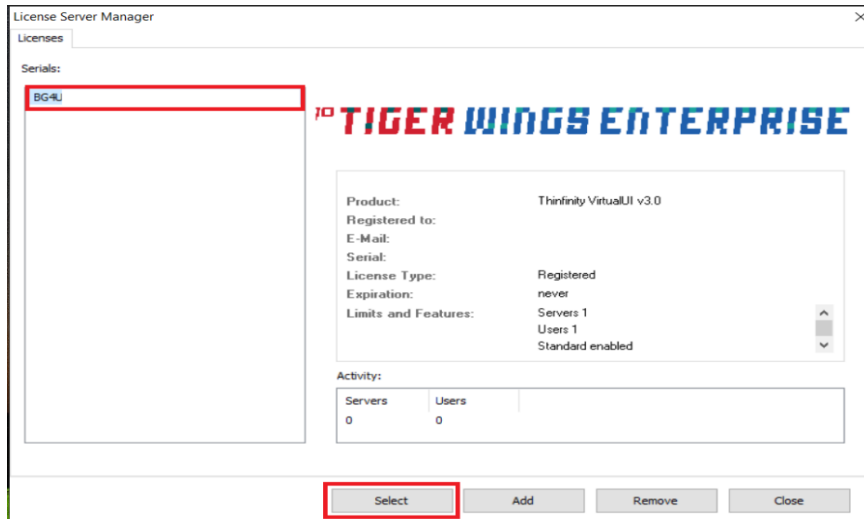 License Server Manager
Licenses
Serials:
BG4U
TIGER WINGS ENTERPRISE
Product: Thinfinity VirtualUI v3.0
Registered to:
E-Mail:
Serial:
License Type: Registered
Expiration: never
Limits and Features: Servers 1
Users 1
Standard enabled
Activity:
Servers Users
0 0
Select Add Remove Close